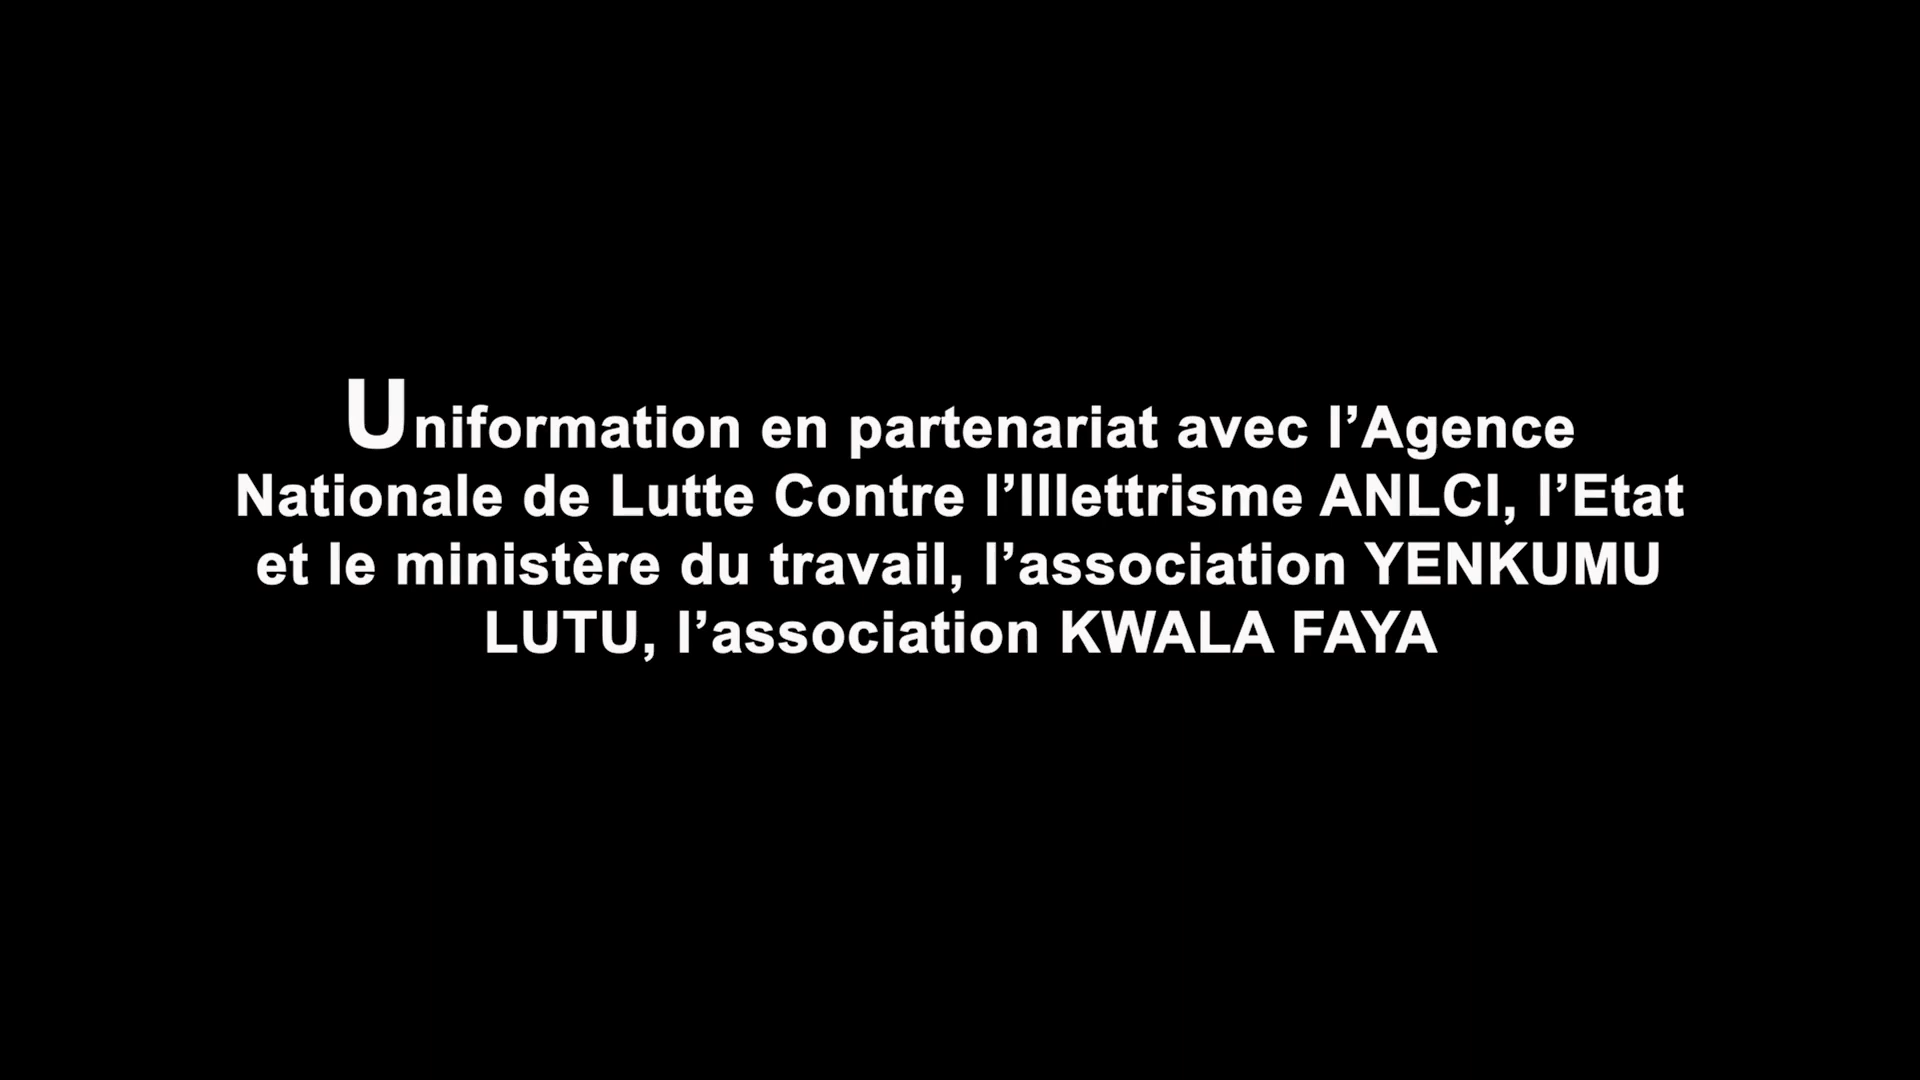 Uniformation en partenariat avec l’Agence
Nationale de Lutte Contre l’Illettrisme ANLCI, l’Etat
et le ministère du travail, l’association YENKUMU
LUTU, l’association KWALA FAYA